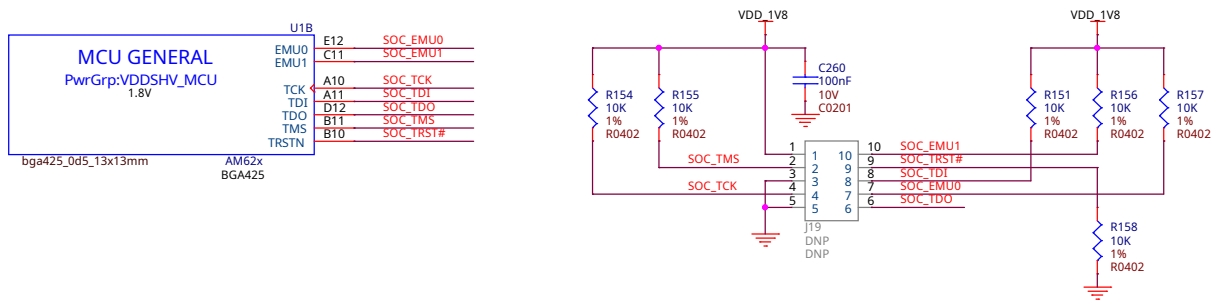 U1B
MCU GENERAL
PwrGrp:VDDSHV_MCU
1.8V
EMU0 E12 SOC_EMU0
EMU1 C11 SOC_EMU1
TCK A10 SOC_TCK
TDI A11 SOC_TDI
TDO D12 SOC_TDO
TMS B11 SOC_TMS
TRSTN B10 SOC_TRST#
bga425_0d5_13x13mm
AM62x
BGA425
VDD_1V8
C260
100nF
10V
C0201
R154
10K
1%
R0402
R155
10K
1%
R0402
VDD_1V8
R151
10K
1%
R0402
R156
10K
1%
R0402
R157
10K
1%
R0402
1 1 10 10 SOC_EMU1
SOC_TMS 2 2 9 9 SOC_TRST#
3 3 8 8 SOC_TDI
SOC_TCK 4 4 7 7 SOC_EMU0
5 5 6 6 SOC_TDO
J19
DNP
DNP
R158
10K
1%
R0402